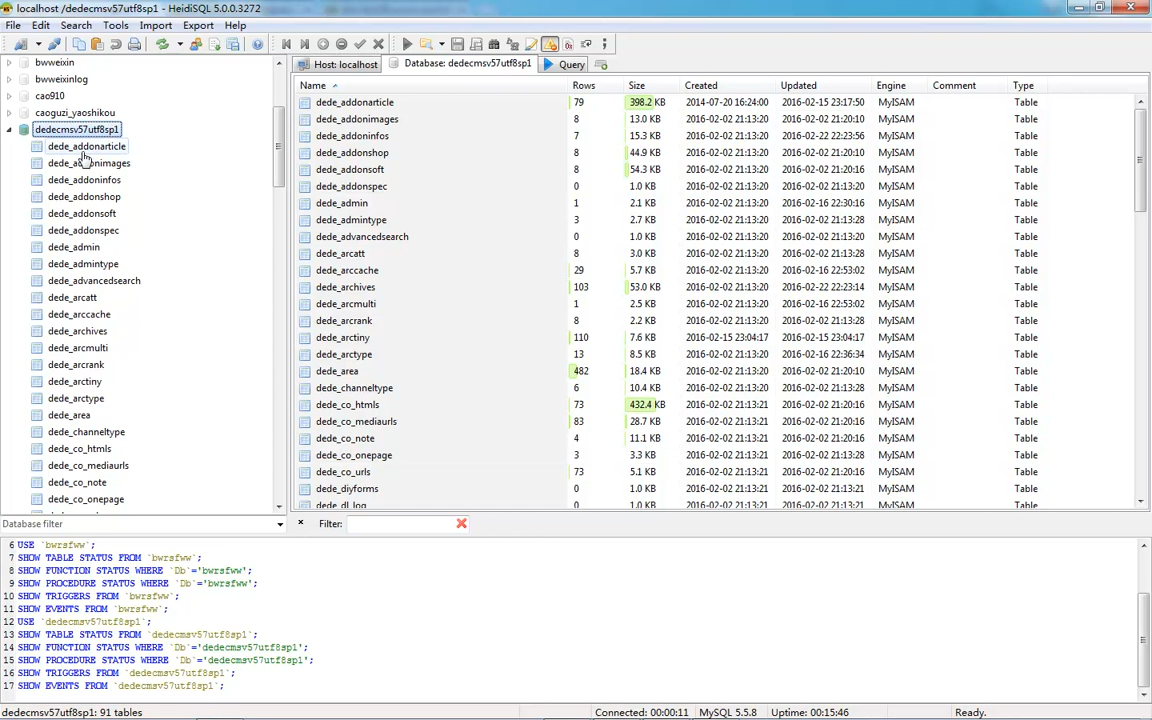 localhost /dedecmsv57utf8sp1 - HeidiSQL 5.0.0.3272
File Edit Search Tools Import Export Help
Host: localhost Database: dedecmsv57utf8sp1 Query
bwweixin
bwweixinlog
cao910
caoguzi_yaoshikou
dedecmsv57utf8sp1
dede_addonarticle
dede_addonimages
dede_addoninfos
dede_addonshop
dede_addonsoft
dede_addonspec
dede_admin
dede_admintype
dede_advancedsearch
dede_arcatt
dede_arccache
dede_archives
dede_arcmulti
dede_arcrank
dede_arctiny
dede_arctype
dede_area
dede_channeltype
dede_co_htmls
dede_co_mediaurls
dede_co_note
dede_co_onepage
Name Rows Size Created Updated Engine Comment Type
dede_addonarticle 79 398.2 KB 2014-07-20 16:24:00 2016-02-15 23:17:50 MyISAM Table
dede_addonimages 8 13.0 KB 2016-02-02 21:13:20 2016-02-02 21:20:10 MyISAM Table
dede_addoninfos 7 15.3 KB 2016-02-02 21:13:20 2016-02-22 22:23:56 MyISAM Table
dede_addonshop 8 44.9 KB 2016-02-02 21:13:20 2016-02-02 21:20:10 MyISAM Table
dede_addonsoft 8 54.3 KB 2016-02-02 21:13:20 2016-02-02 21:20:10 MyISAM Table
dede_addonspec 0 1.0 KB 2016-02-02 21:13:20 2016-02-02 21:13:20 MyISAM Table
dede_admin 1 2.1 KB 2016-02-02 21:13:20 2016-02-16 22:30:16 MyISAM Table
dede_admintype 3 2.7 KB 2016-02-02 21:13:20 2016-02-02 21:13:28 MyISAM Table
dede_advancedsearch 0 1.0 KB 2016-02-02 21:13:20 2016-02-02 21:13:20 MyISAM Table
dede_arcatt 8 3.0 KB 2016-02-02 21:13:20 2016-02-02 21:13:28 MyISAM Table
dede_arccache 29 5.7 KB 2016-02-02 21:13:20 2016-02-16 22:53:02 MyISAM Table
dede_archives 103 53.0 KB 2016-02-02 21:13:20 2016-02-22 22:23:14 MyISAM Table
dede_arcmulti 1 2.5 KB 2016-02-02 21:13:20 2016-02-16 22:53:02 MyISAM Table
dede_arcrank 8 2.2 KB 2016-02-02 21:13:20 2016-02-02 21:13:28 MyISAM Table
dede_arctiny 110 7.6 KB 2016-02-15 23:04:17 2016-02-15 23:04:17 MyISAM Table
dede_arctype 13 8.5 KB 2016-02-02 21:13:20 2016-02-16 22:36:34 MyISAM Table
dede_area 482 18.4 KB 2016-02-02 21:13:20 2016-02-02 21:20:10 MyISAM Table
dede_channeltype 6 10.4 KB 2016-02-02 21:13:20 2016-02-02 21:13:28 MyISAM Table
dede_co_htmls 73 432.4 KB 2016-02-02 21:13:21 2016-02-02 21:20:16 MyISAM Table
dede_co_mediaurls 83 28.7 KB 2016-02-02 21:13:21 2016-02-02 21:20:16 MyISAM Table
dede_co_note 4 11.1 KB 2016-02-02 21:13:21 2016-02-02 21:20:16 MyISAM Table
dede_co_onepage 3 3.3 KB 2016-02-02 21:13:21 2016-02-02 21:13:28 MyISAM Table
dede_co_urls 73 5.1 KB 2016-02-02 21:13:21 2016-02-02 21:20:16 MyISAM Table
dede_diyforms 0 1.0 KB 2016-02-02 21:13:21 2016-02-02 21:13:21 MyISAM Table
dede_dl_log 0 1.0 KB 2016-02-02 21:13:21 2016-02-02 21:13:21 MyISAM Table
Database filter Filter:
6 USE `bwrsfww`;
7 SHOW TABLE STATUS FROM `bwrsfww`;
8 SHOW FUNCTION STATUS WHERE `Db`='bwrsfww';
9 SHOW PROCEDURE STATUS WHERE `Db`='bwrsfww';
10 SHOW TRIGGERS FROM `bwrsfww`;
11 SHOW EVENTS FROM `bwrsfww`;
12 USE `dedecmsv57utf8sp1`;
13 SHOW TABLE STATUS FROM `dedecmsv57utf8sp1`;
14 SHOW FUNCTION STATUS WHERE `Db`='dedecmsv57utf8sp1';
15 SHOW PROCEDURE STATUS WHERE `Db`='dedecmsv57utf8sp1';
16 SHOW TRIGGERS FROM `dedecmsv57utf8sp1`;
17 SHOW EVENTS FROM `dedecmsv57utf8sp1`;
dedecmsv57utf8sp1: 91 tables Connected: 00:00:11 MySQL 5.5.8 Uptime: 00:15:46 Ready.